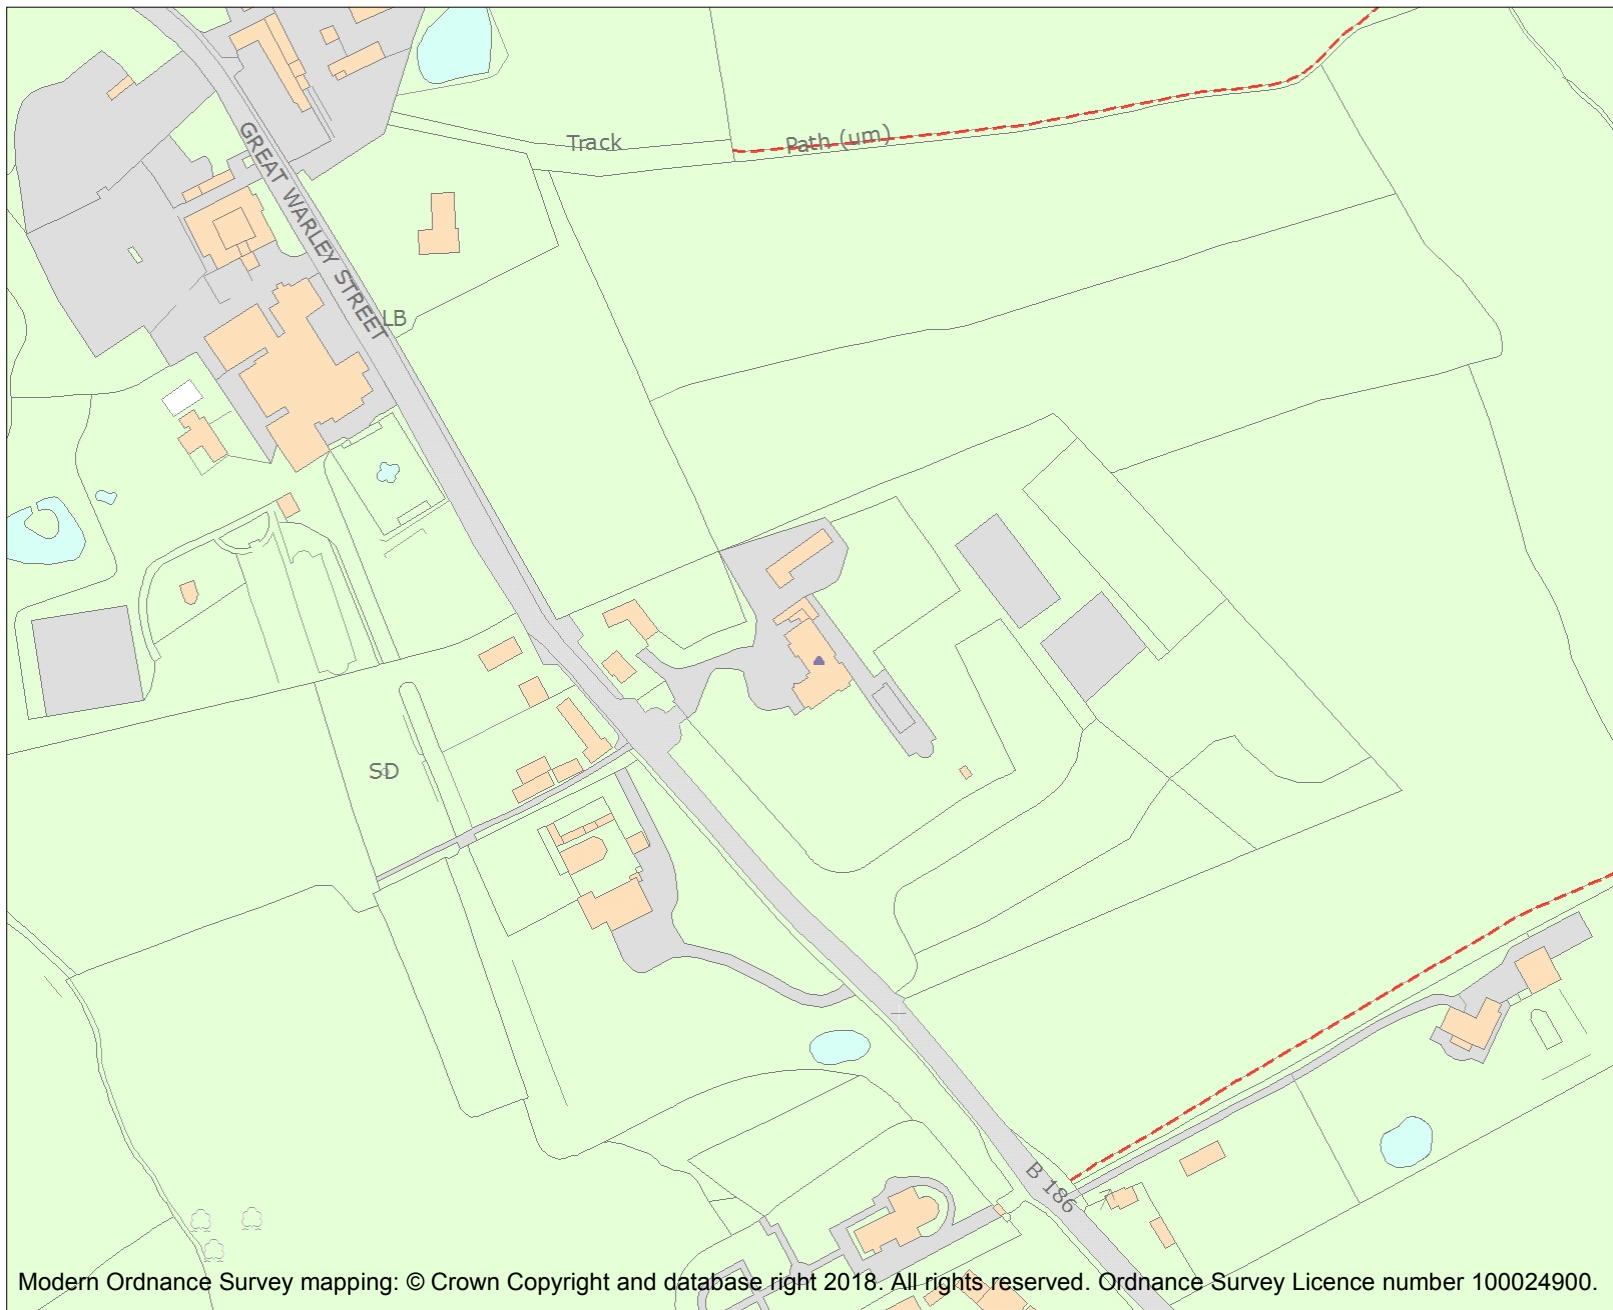 GREAT WARLEY STREET
Track
Path (um)
LB
SD
B 186
Modern Ordnance Survey mapping: © Crown Copyright and database right 2018. All rights reserved. Ordnance Survey Licence number 100024900.